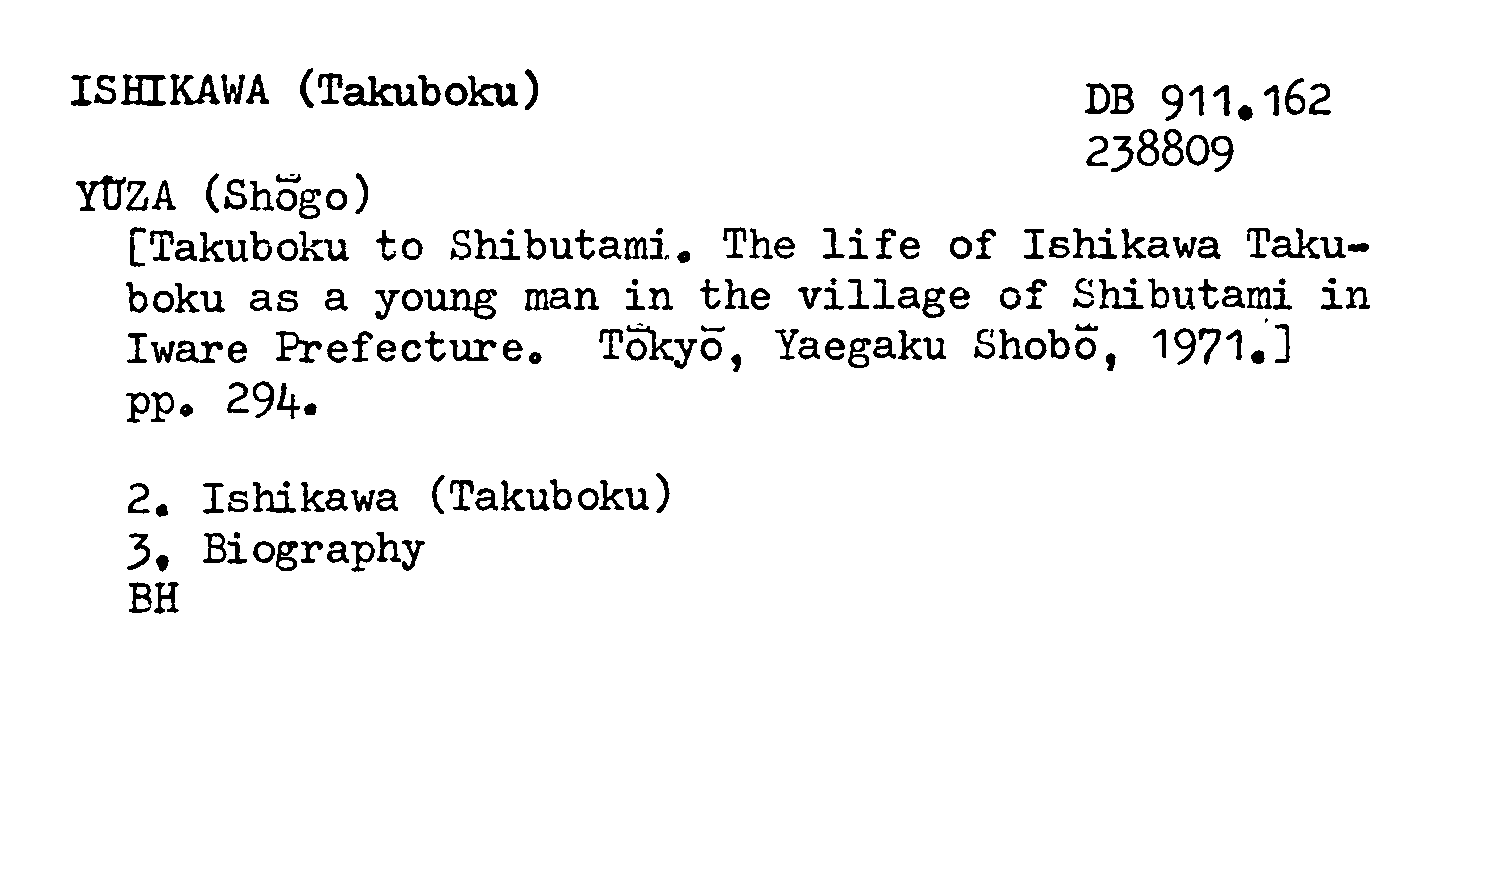 ISHIKAWA (Takuboku)
DB 911.162
238809
YŪZA (Shōgo)
[Takuboku to Shibutami. The life of Ishikawa Taku-
boku as a young man in the village of Shibutami in
Iware Prefecture. Tōkyō, Yaegaku Shobō, 1971.]
pp. 294.
2. Ishikawa (Takuboku)
3. Biography
BH